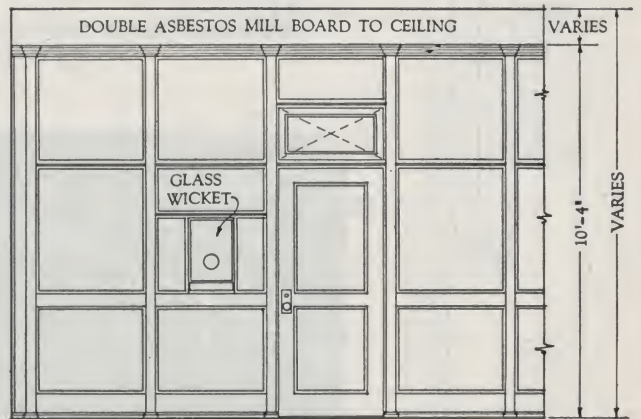 DOUBLE ASBESTOS MILL BOARD TO CEILING
VARIES
GLASS
WICKET
10'-4"
VARIES